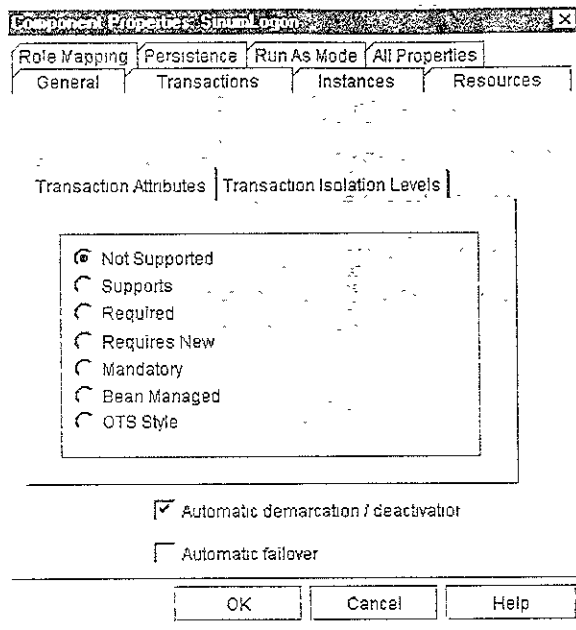 Component Properties: SinumLogon
Role Mapping Persistence Run As Mode All Properties
General Transactions Instances Resources
Transaction Attributes Transaction Isolation Levels
Not Supported
Supports
Required
Requires New
Mandatory
Bean Managed
OTS Style
Automatic demarcation / deactivation
Automatic failover
OK Cancel Help